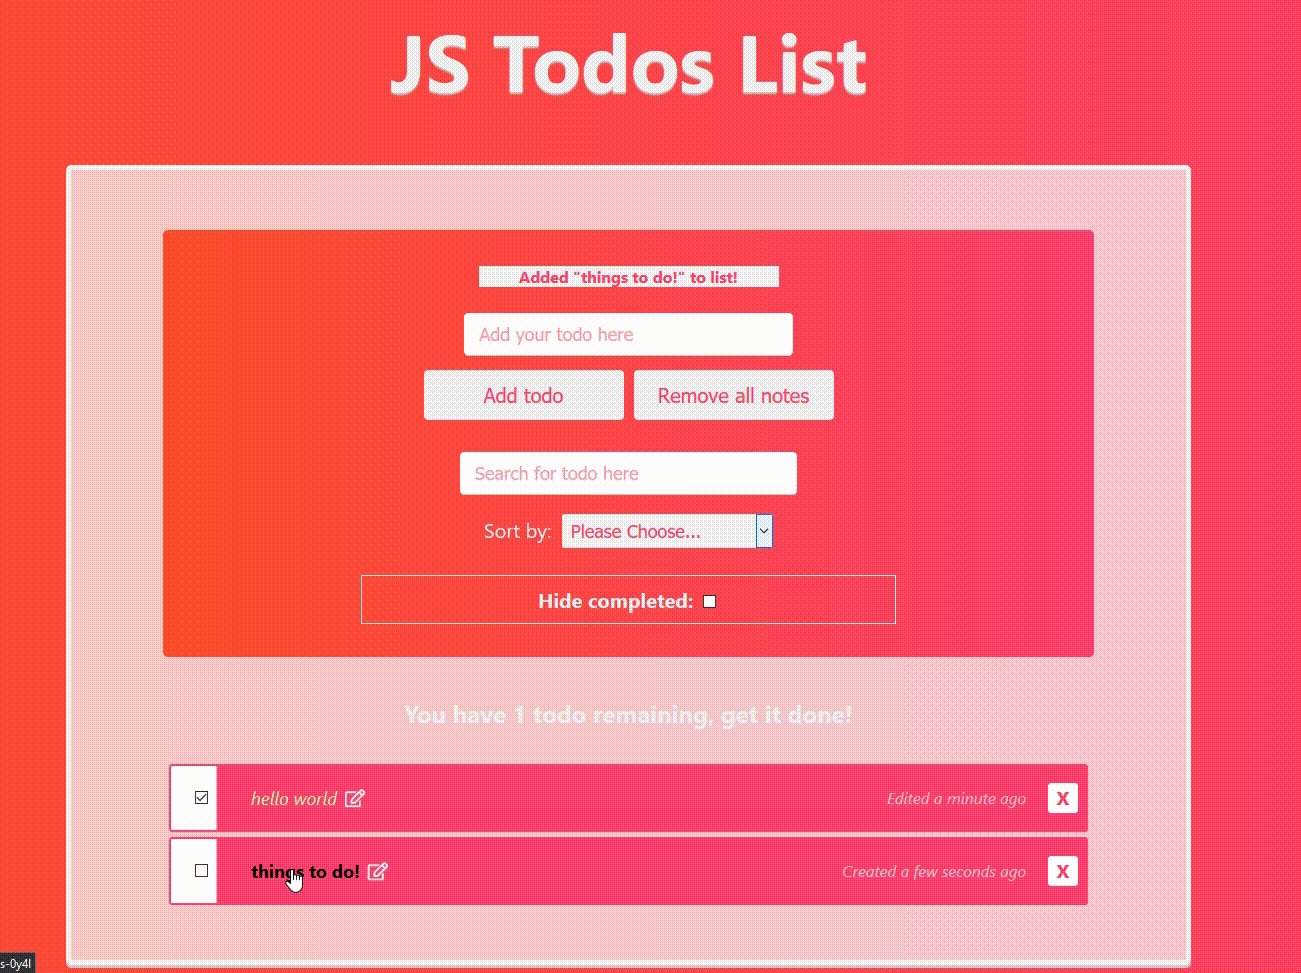 JS Todos List
Added "things to do!" to list!
Add your todo here
Add todo
Remove all notes
Search for todo here
Sort by: Please Choose...
Hide completed:
You have 1 todo remaining, get it done!
hello world
Edited a minute ago
X
things to do!
Created a few seconds ago
X
s-0y4l